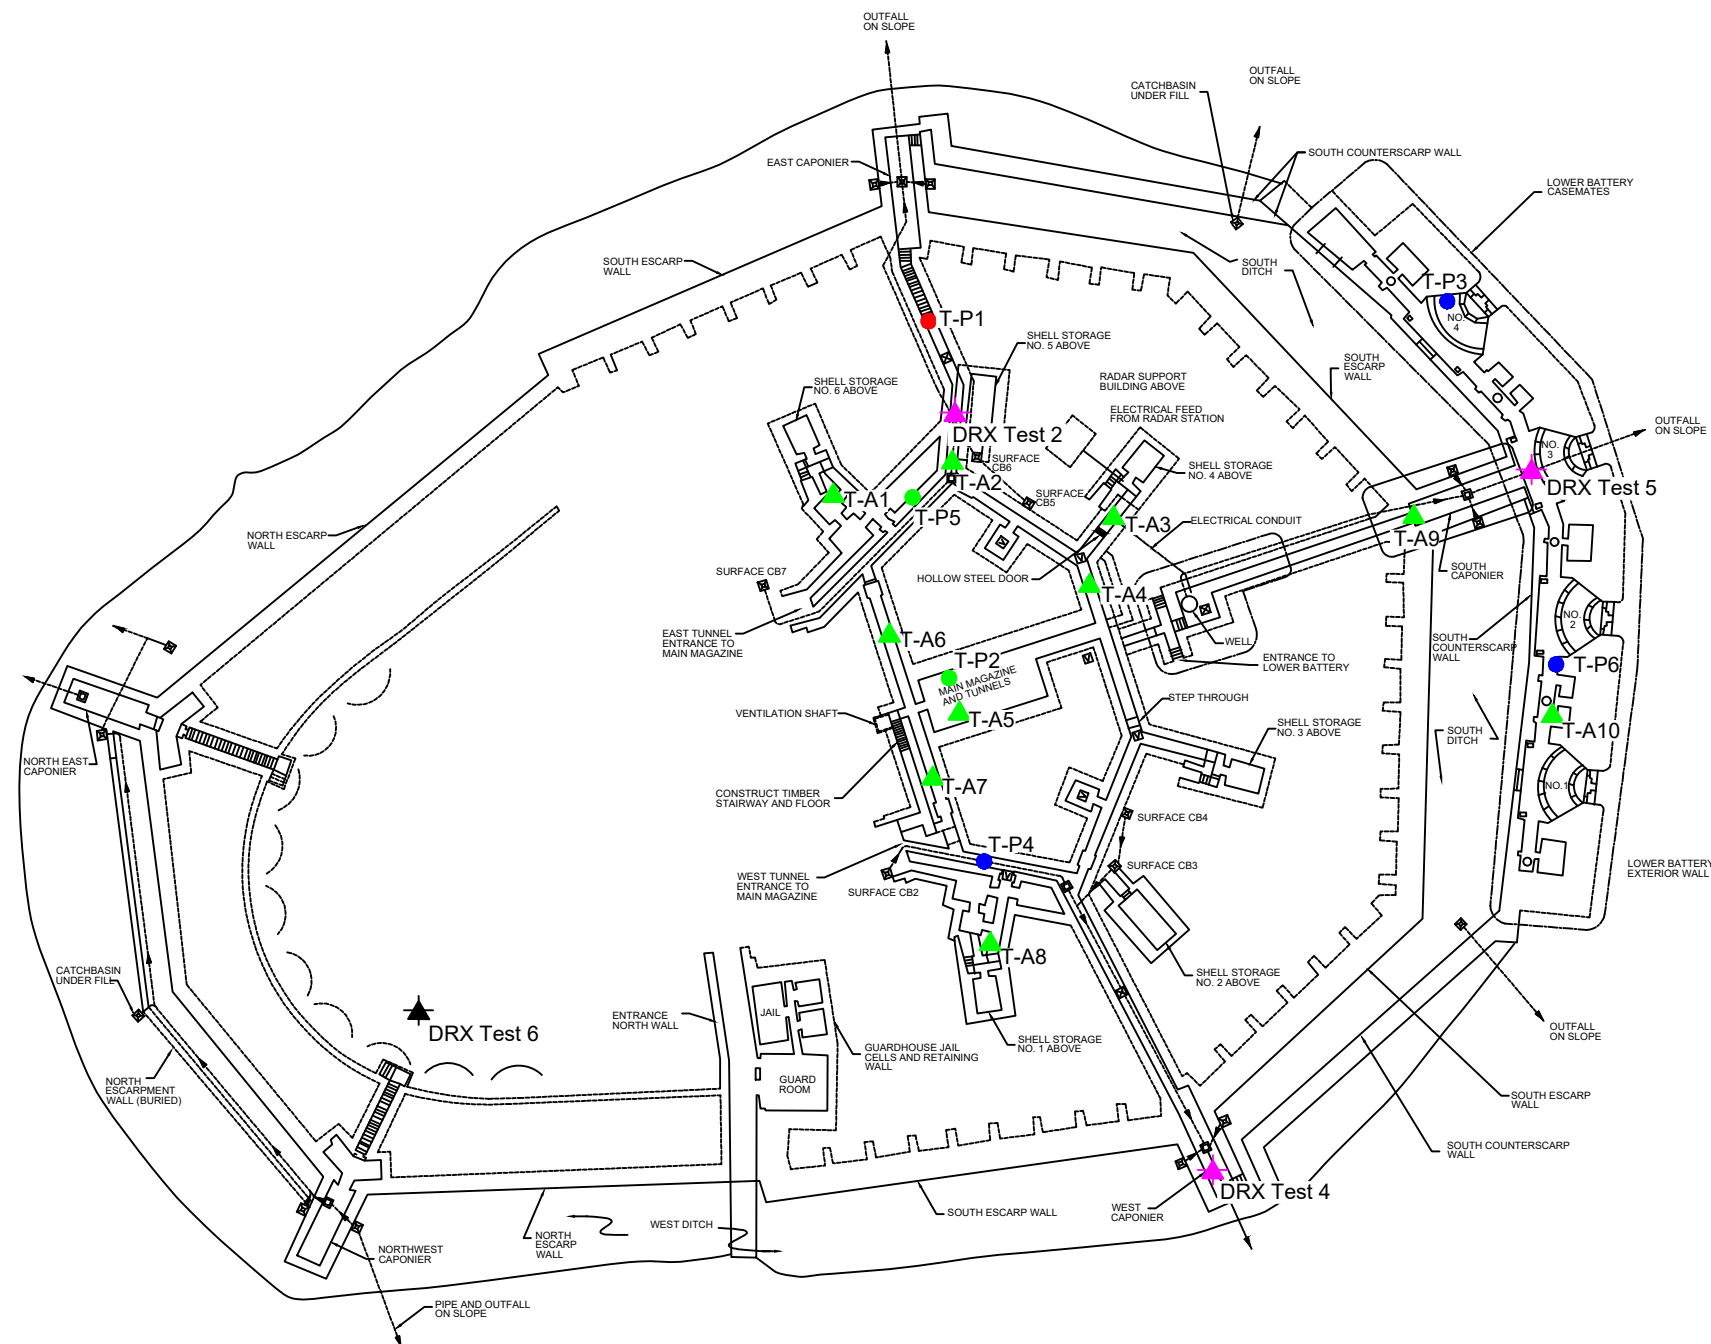 OUTFALL
ON SLOPE
OUTFALL
ON SLOPE
CATCHBASIN
UNDER FILL
SOUTH COUNTERSCARP WALL
EAST CAPONIER
LOWER BATTERY
CASEMATES
SOUTH ESCARP
WALL
SOUTH
DITCH
T-P3
NO.
4
T-P1
SHELL STORAGE
NO. 5 ABOVE
SOUTH
ESCARP
WALL
SHELL STORAGE
NO. 6 ABOVE
RADAR SUPPORT
BUILDING ABOVE
ELECTRICAL FEED
FROM RADAR STATION
OUTFALL
ON SLOPE
DRX Test 2
NO.
3
SURFACE
CB6
SHELL STORAGE
NO. 4 ABOVE
T-A2
DRX Test 5
T-A1
SURFACE
CB5
T-P5
T-A3
ELECTRICAL CONDUIT
T-A9
NORTH ESCARP
WALL
SURFACE CB7
HOLLOW STEEL DOOR
SOUTH
CAPONIER
T-A4
NO.
2
EAST TUNNEL
ENTRANCE TO
MAIN MAGAZINE
T-A6
WELL
SOUTH
COUNTERSCARP
WALL
ENTRANCE TO
LOWER BATTERY
T-P6
T-P2
MAIN MAGAZINE
AND TUNNELS
STEP THROUGH
VENTILATION SHAFT
T-A5
SHELL STORAGE
NO. 3 ABOVE
T-A10
SOUTH
DITCH
NORTH EAST
CAPONIER
T-A7
NO.1
CONSTRUCT TIMBER
STAIRWAY AND FLOOR
SURFACE CB4
T-P4
WEST TUNNEL
ENTRANCE TO
MAIN MAGAZINE
SURFACE CB2
SURFACE CB3
LOWER BATTERY
EXTERIOR WALL
T-A8
CATCHBASIN
UNDER FILL
SHELL STORAGE
NO. 2 ABOVE
JAIL
ENTRANCE
NORTH WALL
DRX Test 6
SHELL STORAGE
NO. 1 ABOVE
OUTFALL
ON SLOPE
GUARDHOUSE JAIL
CELLS AND RETAINING
WALL
NORTH
ESCARPMENT
WALL (BURIED)
GUARD
ROOM
SOUTH ESCARP
WALL
SOUTH COUNTERSCARP
WALL
DRX Test 4
WEST
CAPONIER
SOUTH ESCARP WALL
WEST DITCH
NORTH
ESCARP
WALL
NORTHWEST
CAPONIER
PIPE AND OUTFALL
ON SLOPE